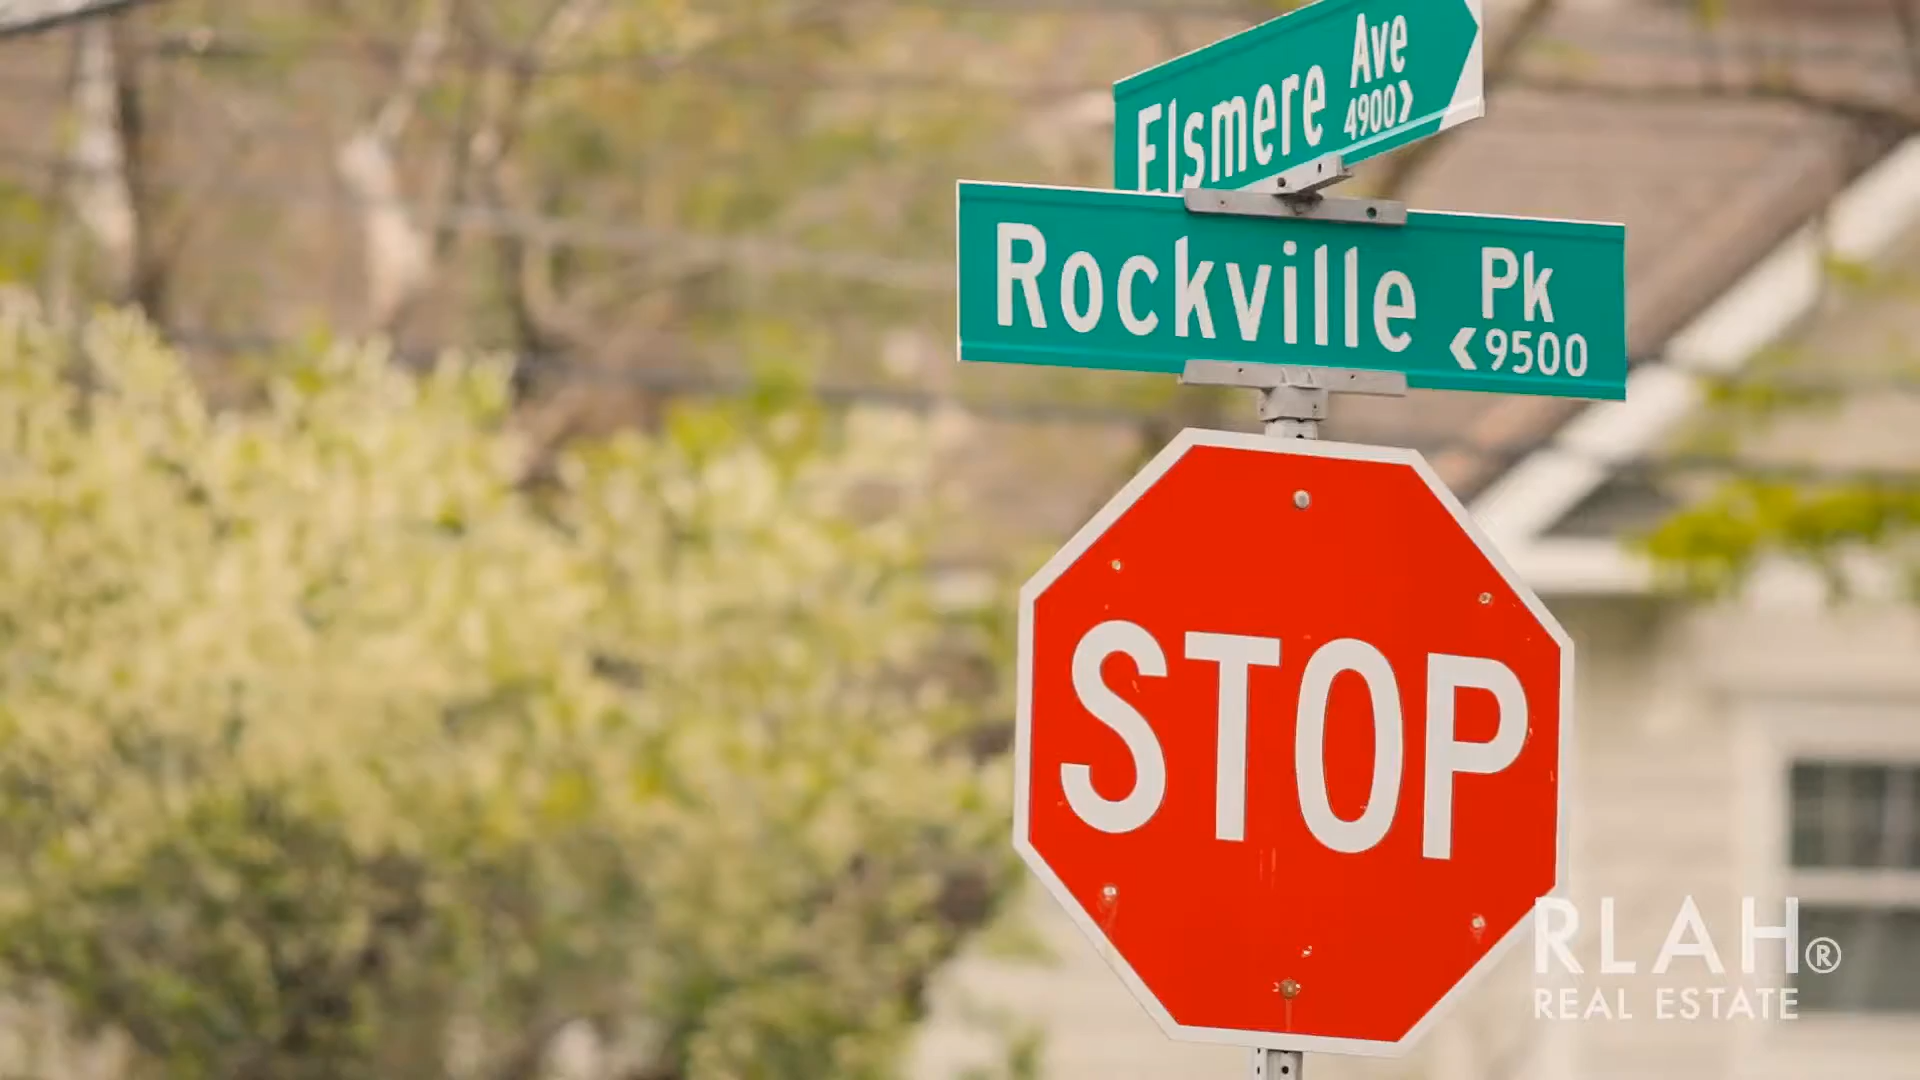 Elsmere Ave
4900
Rockville Pk
9500
STOP
RLAH®
REAL ESTATE